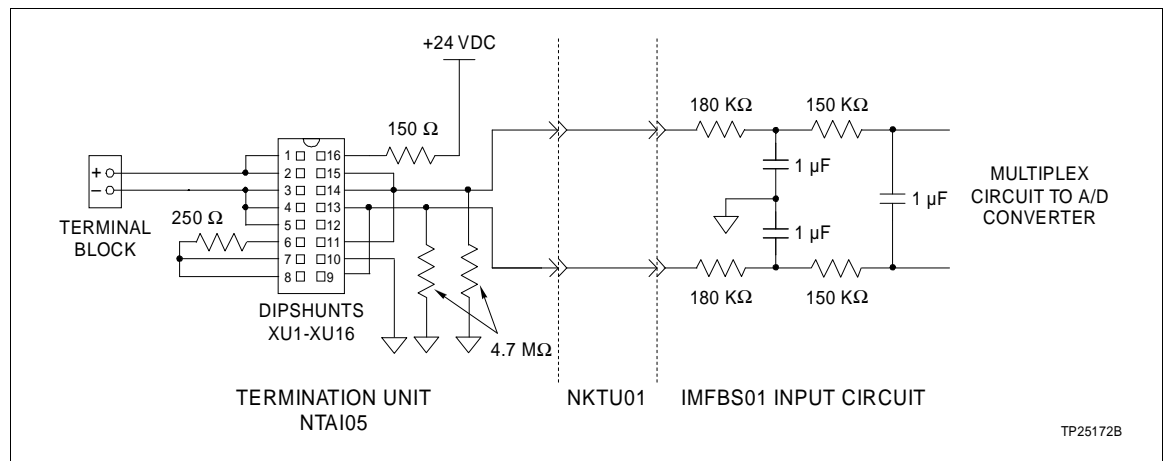 +24 VDC
150 Ω
180 KΩ
150 KΩ
1 16
2 15
3 14
4 13
5 12
6 11
7 10
8 9
+
–
TERMINAL
BLOCK
250 Ω
DIPSHUNTS
XU1-XU16
4.7 MΩ
1 µF
1 µF
1 µF
180 KΩ
150 KΩ
MULTIPLEX
CIRCUIT TO A/D
CONVERTER
TERMINATION UNIT
NTAI05
NKTU01
IMFBS01 INPUT CIRCUIT
TP25172B